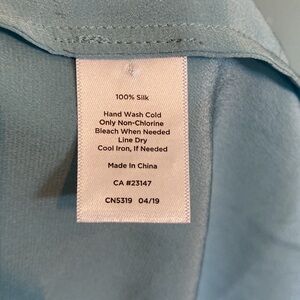 100% Silk
Hand Wash Cold
Only Non-Chlorine
Bleach When Needed
Line Dry
Cool Iron, If Needed
Made In China
CA #23147
CN5319 04/19